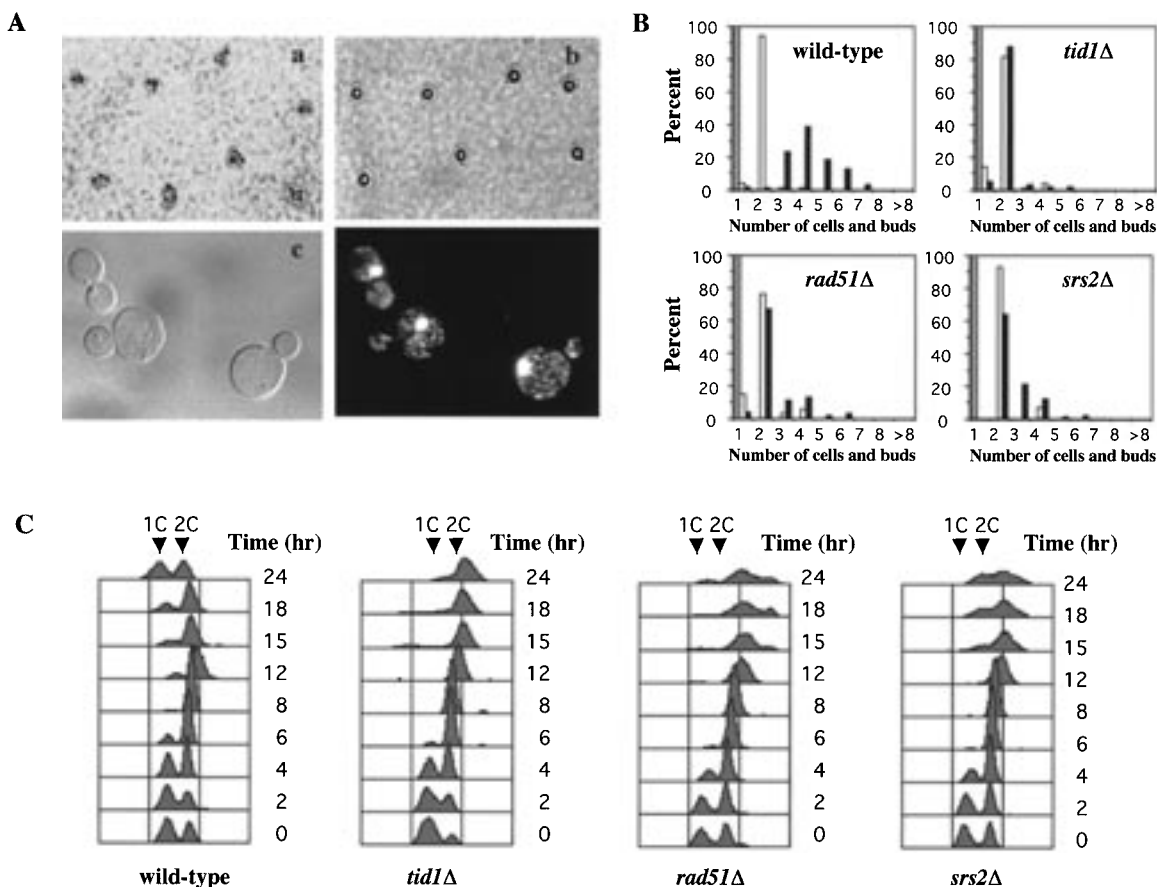 A
a
b
c
B
100
80
60
40
20
0
Percent
wild-type
1 2 3 4 5 6 7 8 >8
Number of cells and buds
100
80
60
40
20
0
tid1Δ
1 2 3 4 5 6 7 8 >8
Number of cells and buds
100
80
60
40
20
0
Percent
rad51Δ
1 2 3 4 5 6 7 8 >8
Number of cells and buds
100
80
60
40
20
0
srs2Δ
1 2 3 4 5 6 7 8 >8
Number of cells and buds
C
1C 2C
Time (hr)
24
18
15
12
8
6
4
2
0
wild-type
1C 2C
Time (hr)
24
18
15
12
8
6
4
2
0
tid1Δ
1C 2C
Time (hr)
24
18
15
12
8
6
4
2
0
rad51Δ
1C 2C
Time (hr)
24
18
15
12
8
6
4
2
0
srs2Δ